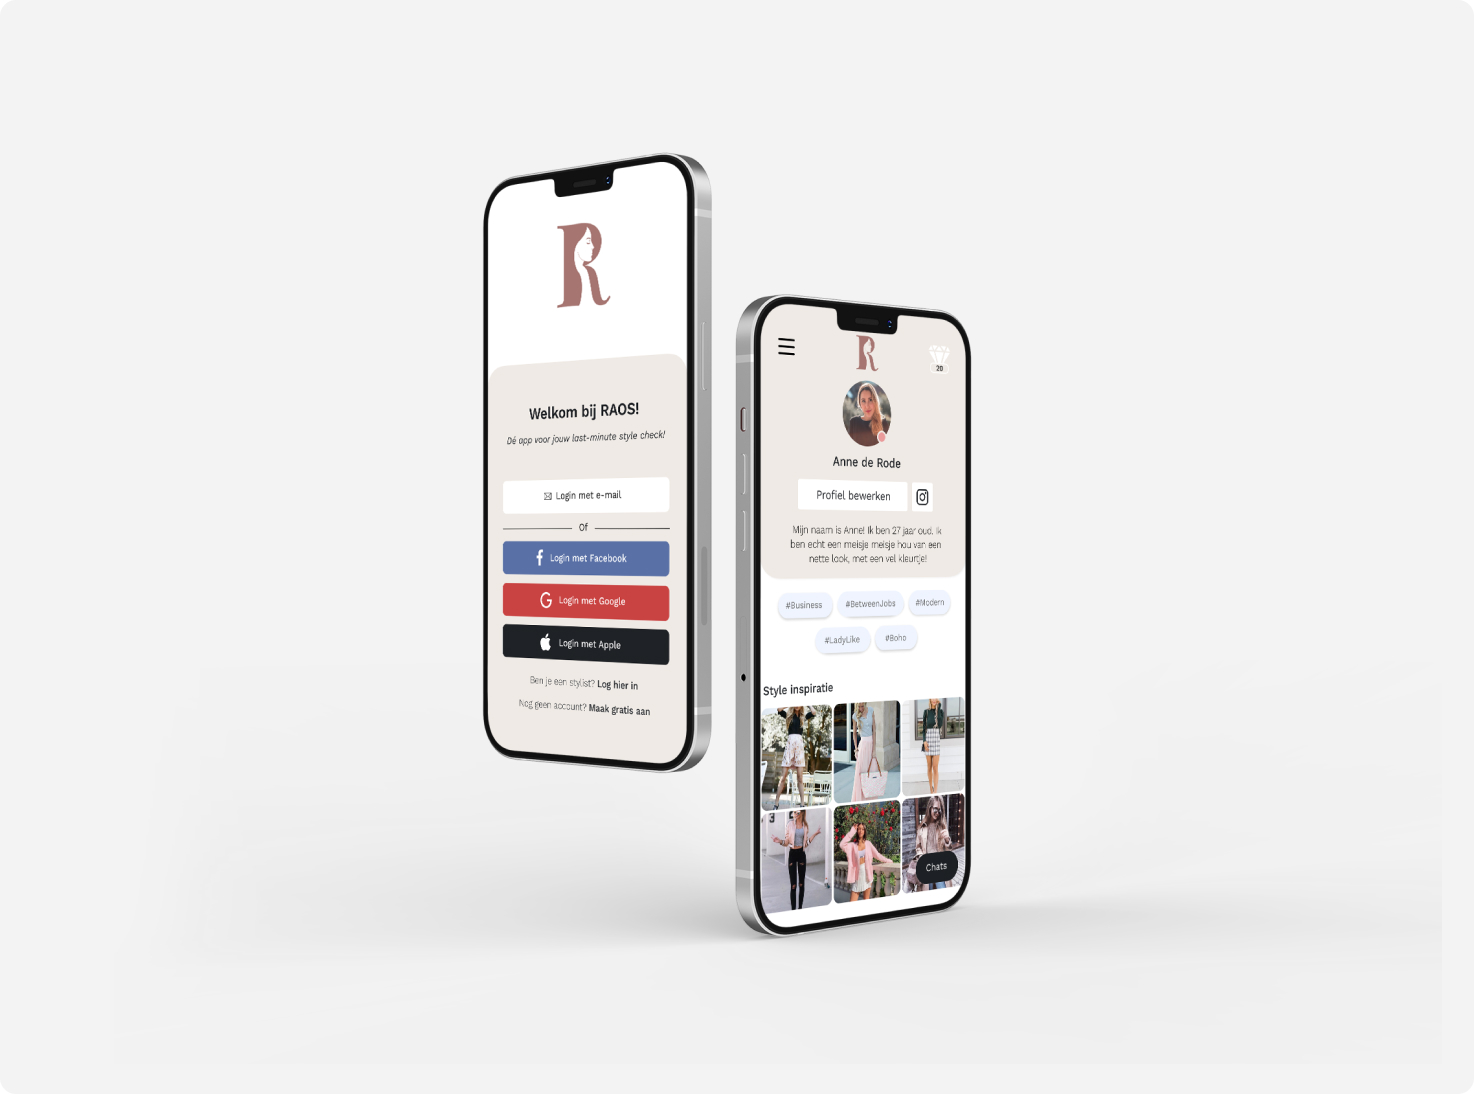 R
Welkom bij RAOS!
Dé app voor jouw last-minute style check!
Login met e-mail
Of
Login met Facebook
Login met Google
Login met Apple
Ben je een stylist? Log hier in
Nog geen account? Maak gratis aan
R
20
Anne de Rode
Profiel bewerken
Mijn naam is Anne! Ik ben 27 jaar oud. Ik
ben echt een meisje meisje hou van een
nette look, met een vel kleurtje!
#Business
#BetweenJobs
#Modern
#LadyLike
#Boho
Style inspiratie
Chats